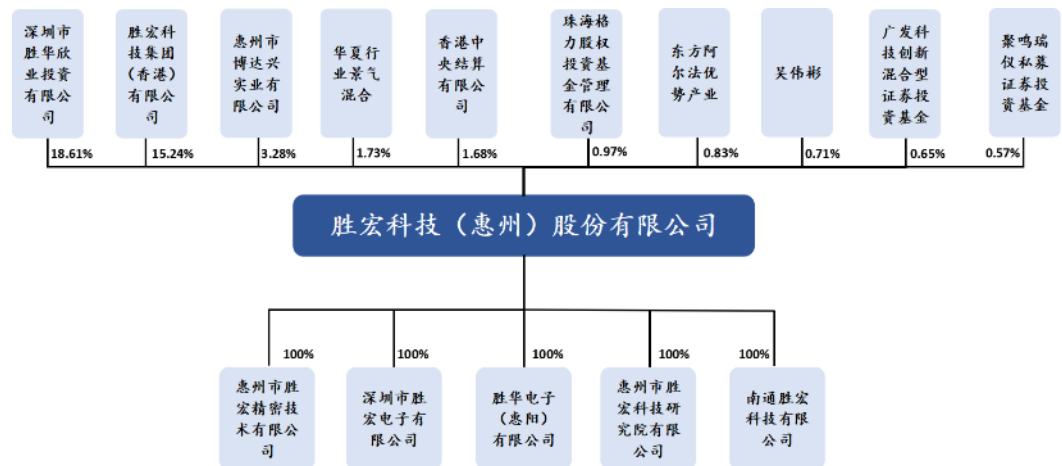 深圳市
胜华欣
业投资
有限公
司
胜宏科
技集团
（香港）
有限公
司
惠州市
博达兴
实业有
限公司
华夏行
业景气
混合
香港中
央结算
有限公
司
珠海格
力股权
投资基
金管理
有限公
司
东方阿
尔法优
势产业
吴伟彬
广发科
技创新
混合型
证券投
资基金
聚鸣瑞
仪私募
证券投
资基金
18.61%
15.24%
3.28%
1.73%
1.68%
0.97%
0.83%
0.71%
0.65%
0.57%
胜宏科技（惠州）股份有限公司
100%
100%
100%
100%
100%
惠州市胜
宏精密技
术有限公
司
深圳市胜
宏电子有
限公司
胜华电子
（惠阳）
有限公司
惠州市胜
宏科技研
究院有限
公司
南通胜宏
科技有限
公司